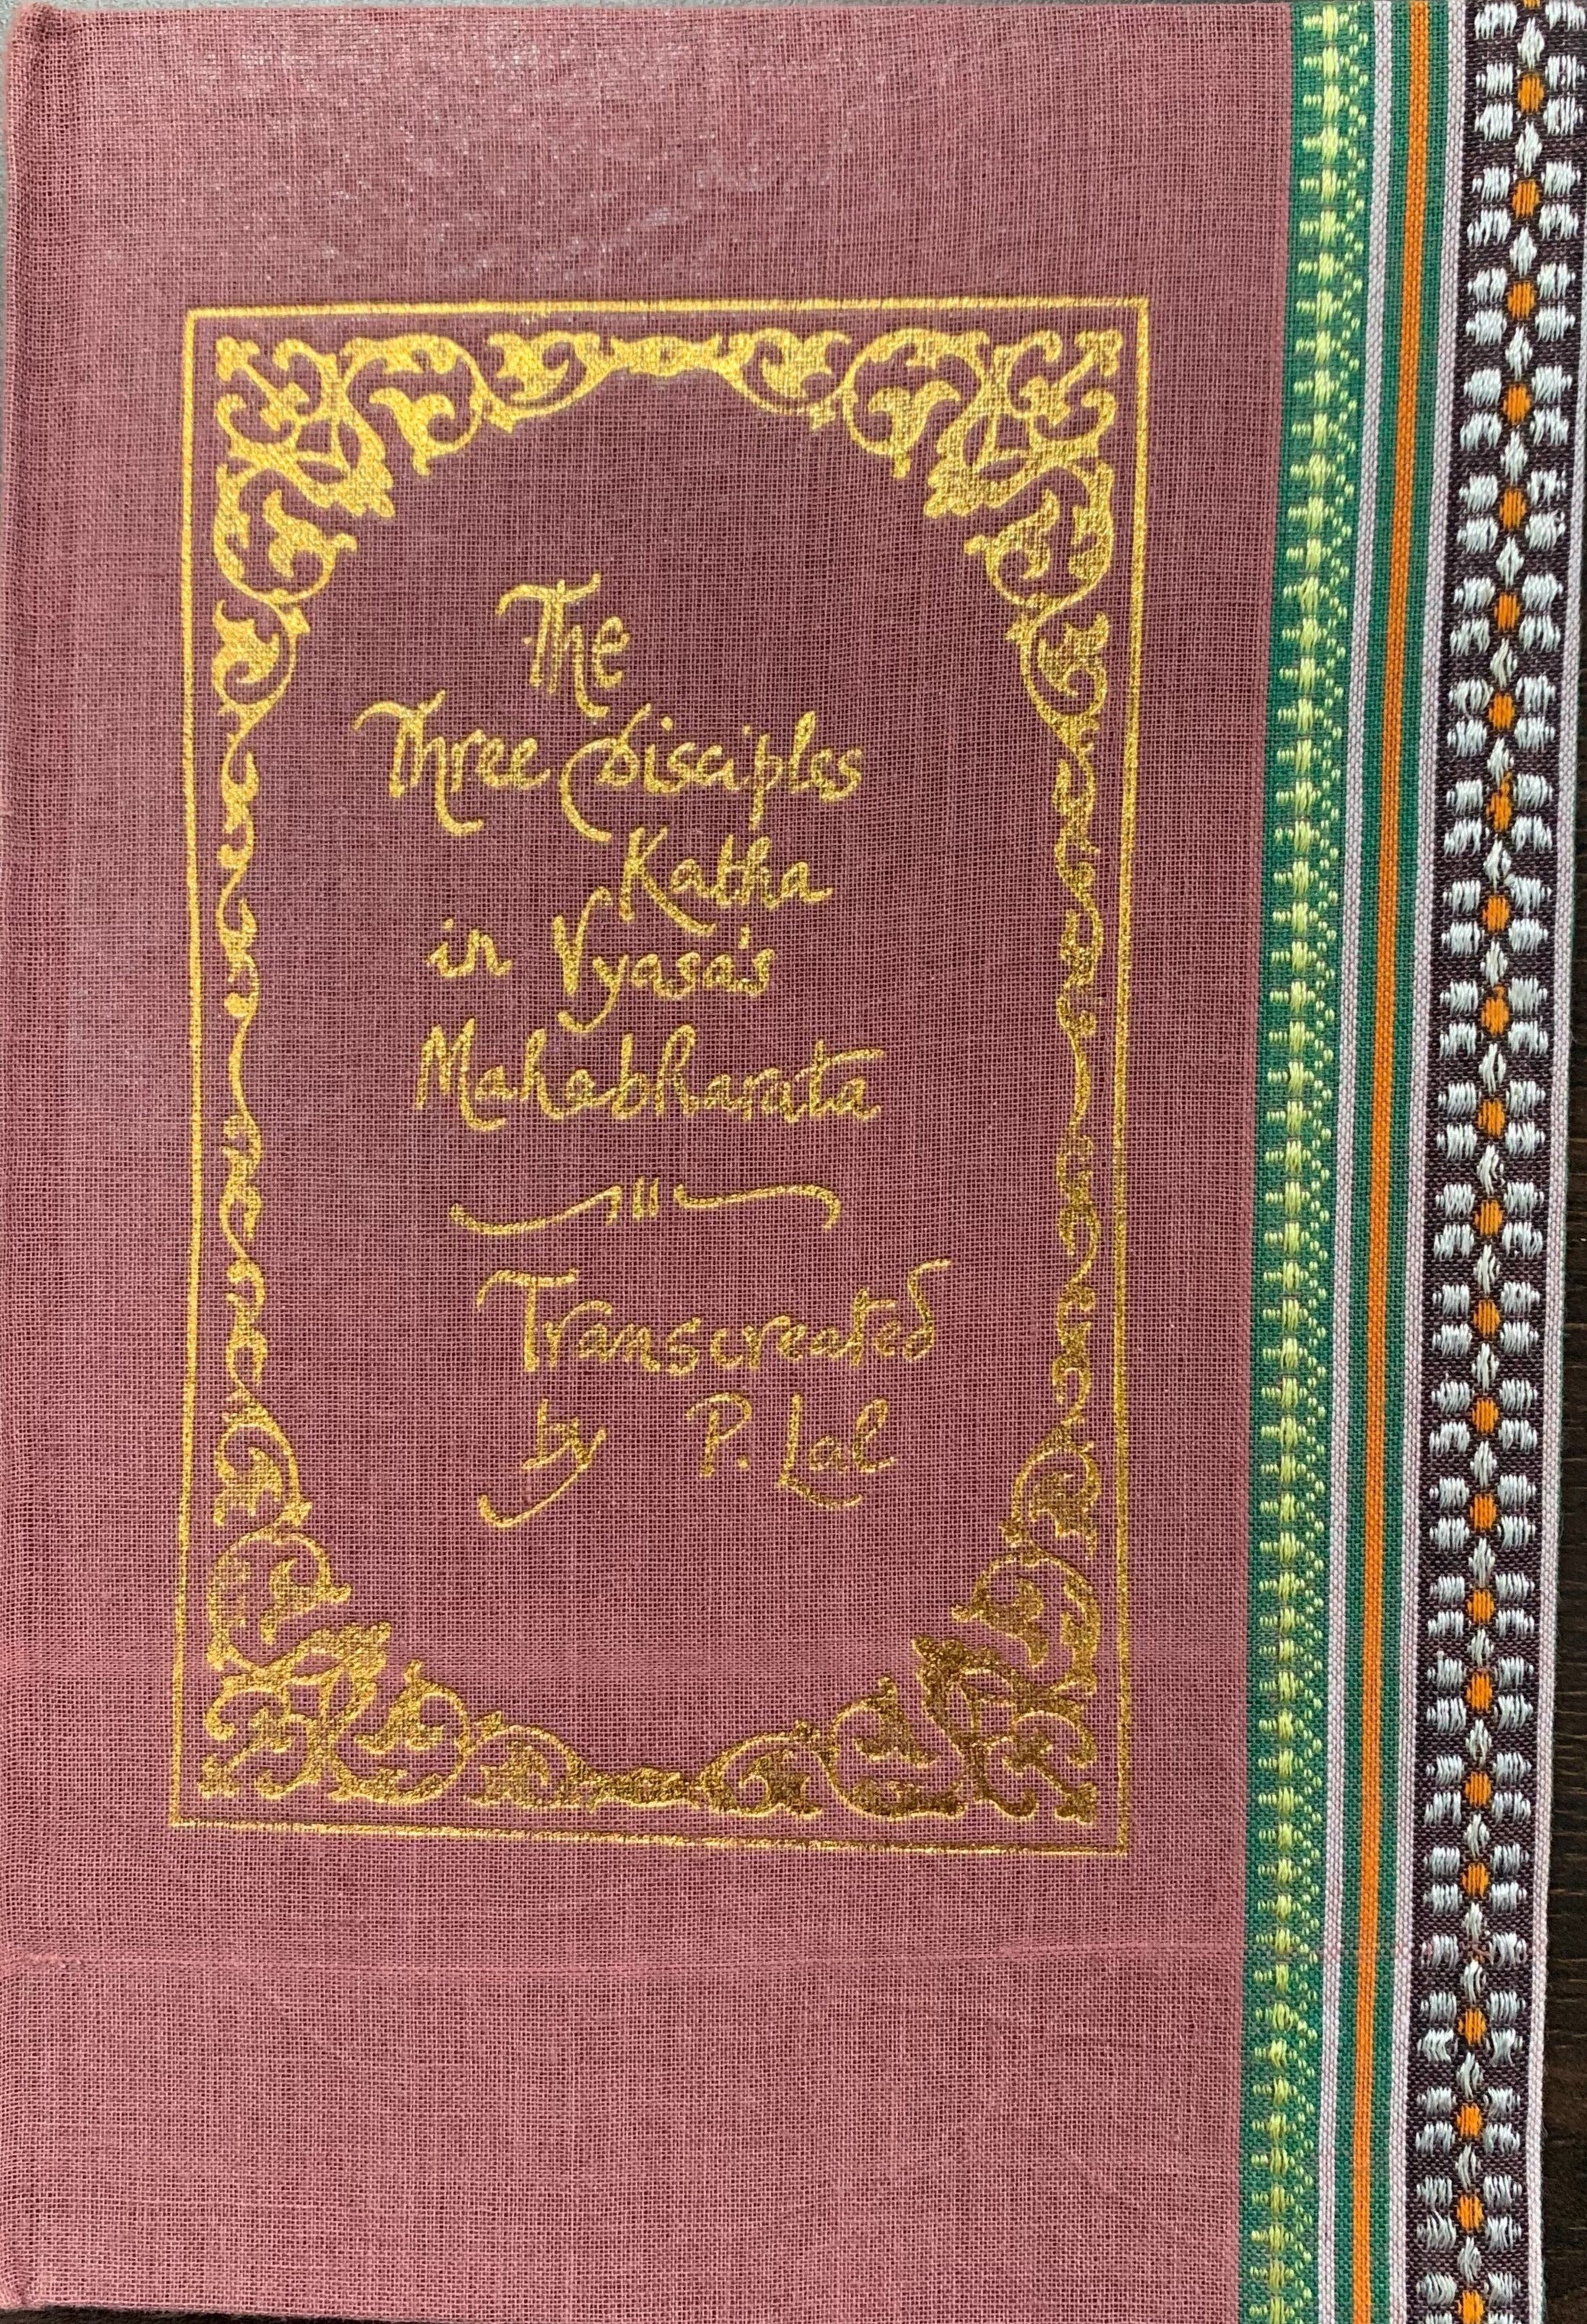 The
Three Disciples
Katha
in Vyasa's
Mahabharata
Transcreated
by P. Lal